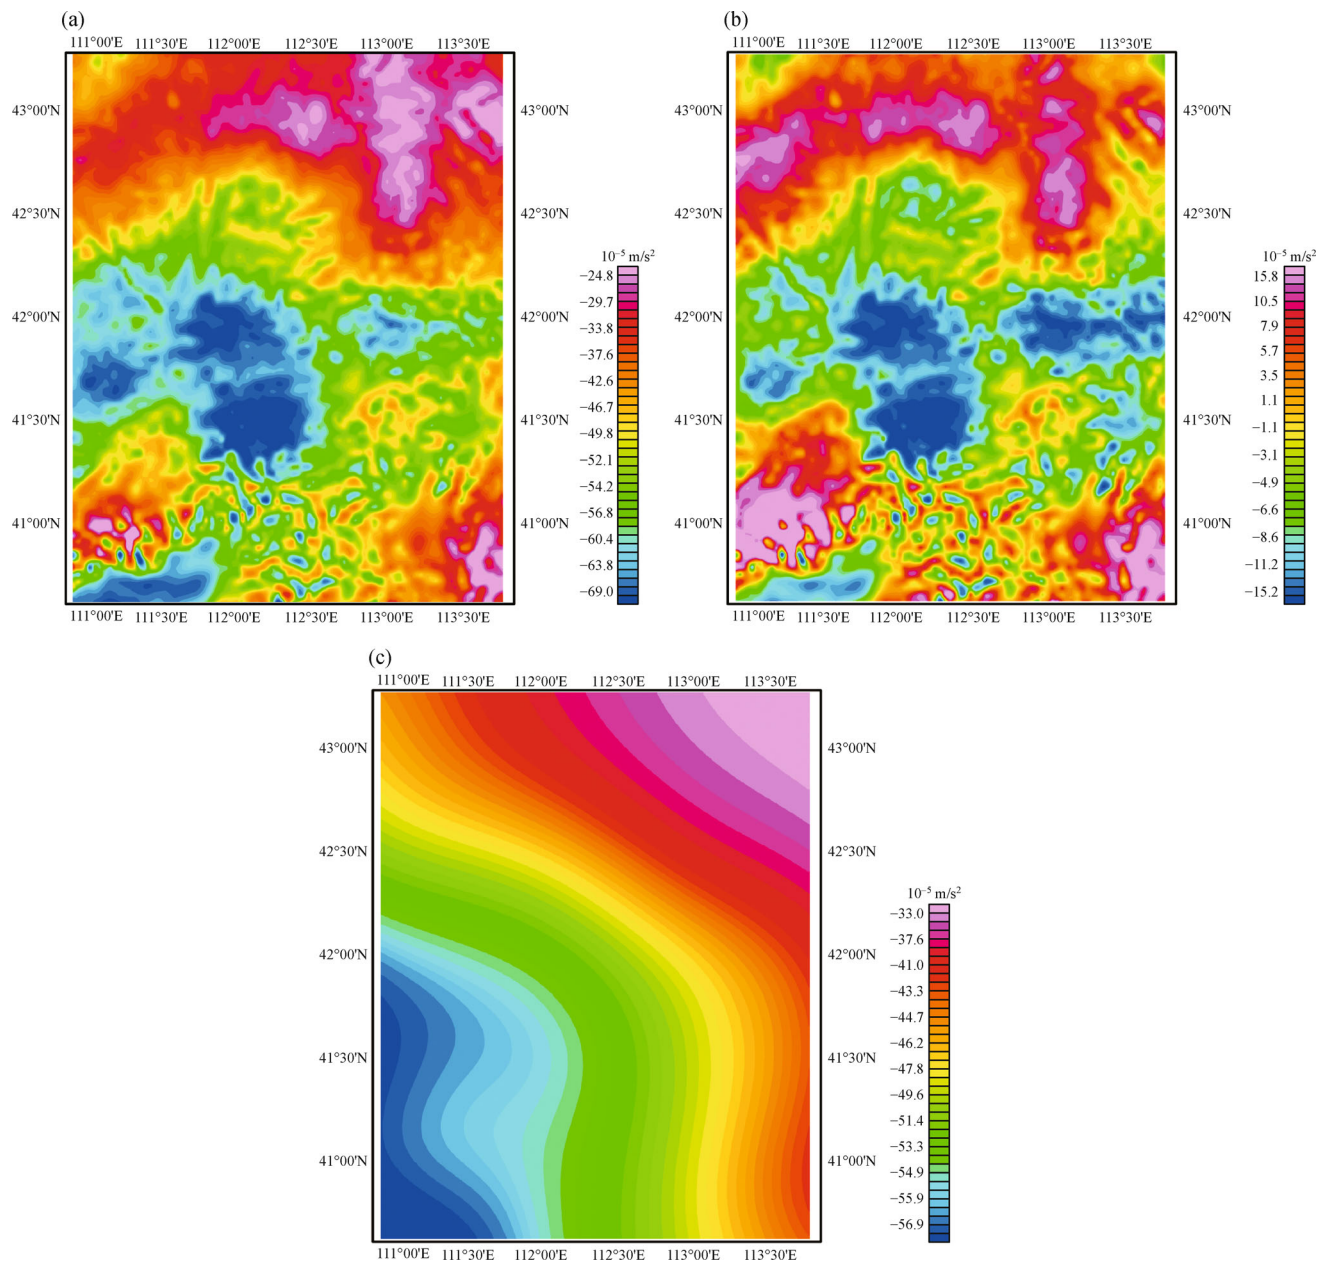 (a)
111°00'E 111°30'E 112°00'E 112°30'E 113°00'E 113°30'E
43°00'N
42°30'N
42°00'N
41°30'N
41°00'N
43°00'N
42°30'N
42°00'N
41°30'N
41°00'N
111°00'E 111°30'E 112°00'E 112°30'E 113°00'E 113°30'E
10⁻⁵ m/s²
−24.8
−29.7
−33.8
−37.6
−42.6
−46.7
−49.8
−52.1
−54.2
−56.8
−60.4
−63.8
−69.0
(b)
111°00'E 111°30'E 112°00'E 112°30'E 113°00'E 113°30'E
43°00'N
42°30'N
42°00'N
41°30'N
41°00'N
43°00'N
42°30'N
42°00'N
41°30'N
41°00'N
111°00'E 111°30'E 112°00'E 112°30'E 113°00'E 113°30'E
10⁻⁵ m/s²
15.8
10.5
7.9
5.7
3.5
1.1
−1.1
−3.1
−4.9
−6.6
−8.6
−11.2
−15.2
(c)
111°00'E 111°30'E 112°00'E 112°30'E 113°00'E 113°30'E
43°00'N
42°30'N
42°00'N
41°30'N
41°00'N
43°00'N
42°30'N
42°00'N
41°30'N
41°00'N
111°00'E 111°30'E 112°00'E 112°30'E 113°00'E 113°30'E
10⁻⁵ m/s²
−33.0
−37.6
−41.0
−43.3
−44.7
−46.2
−47.8
−49.6
−51.4
−53.3
−54.9
−55.9
−56.9